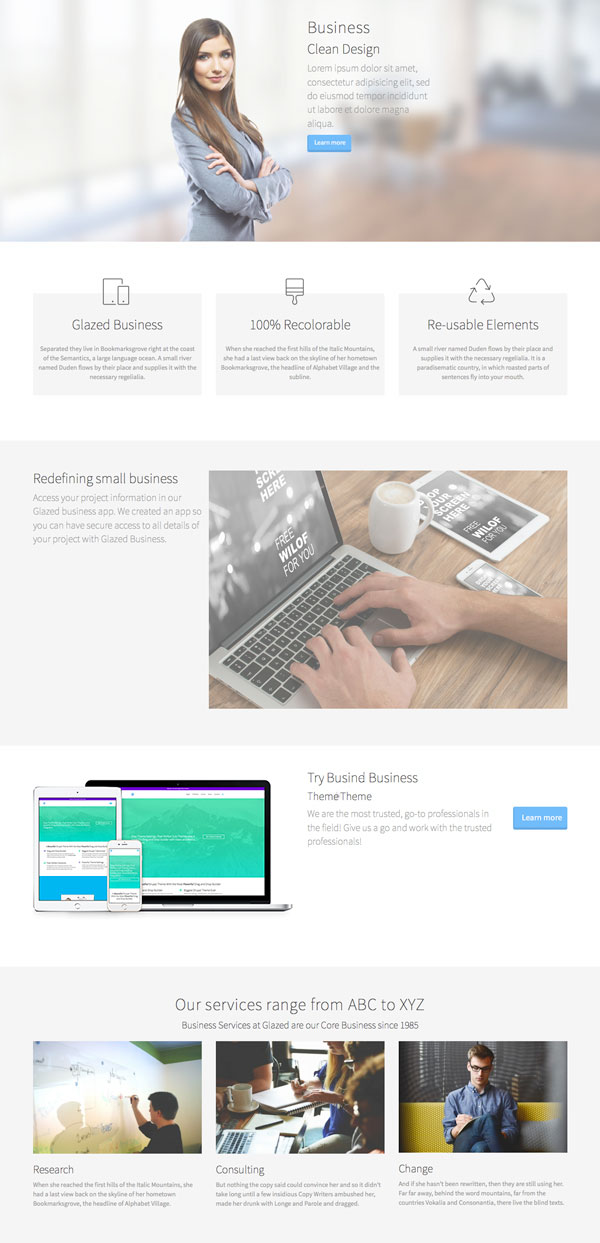 Business
Clean Design
Lorem ipsum dolor sit amet,
consectetur adipisicing elit, sed
do eiusmod tempor incididunt
ut labore et dolore magna
aliqua.
Learn more
Glazed Business
Separated they live in Bookmarksgrove right at the coast
of the Semantics, a large language ocean. A small river
named Duden flows by their place and supplies it with the
necessary regelialia.
100% Recolorable
When she reached the first hills of the Italic Mountains,
she had a last view back on the skyline of her hometown
Bookmarksgrove, the headline of Alphabet Village and the
subline.
Re-usable Elements
A small river named Duden flows by their place and
supplies it with the necessary regelialia. It is a
paradisematic country, in which roasted parts of
sentences fly into your mouth.
Redefining small business
Access your project information in our
Glazed business app. We created an app so
you can have secure access to all details of
your project with Glazed Business.
SCREEN
HERE
FREE
WILOF
FOR YOU
YOUR
SCREEN
HERE
FREE
WILOF
FOR YOU
Try Busind Business
Theme Theme
We are the most trusted, go-to professionals in
the field! Give us a go and work with the trusted
professionals!
Learn more
Our services range from ABC to XYZ
Business Services at Glazed are our Core Business since 1985
Research
When she reached the first hills of the Italic Mountains, she
had a last view back on the skyline of her hometown
Bookmarksgrove, the headline of Alphabet Village.
Consulting
But nothing the copy said could convince her and so it didn't
take long until a few insidious Copy Writers ambushed her,
made her drunk with Longe and Parole and dragged.
Change
And if she hasn't been rewritten, then they are still using her.
Far far away, behind the word mountains, far from the
countries Vokalia and Consonantia, there live the blind texts.